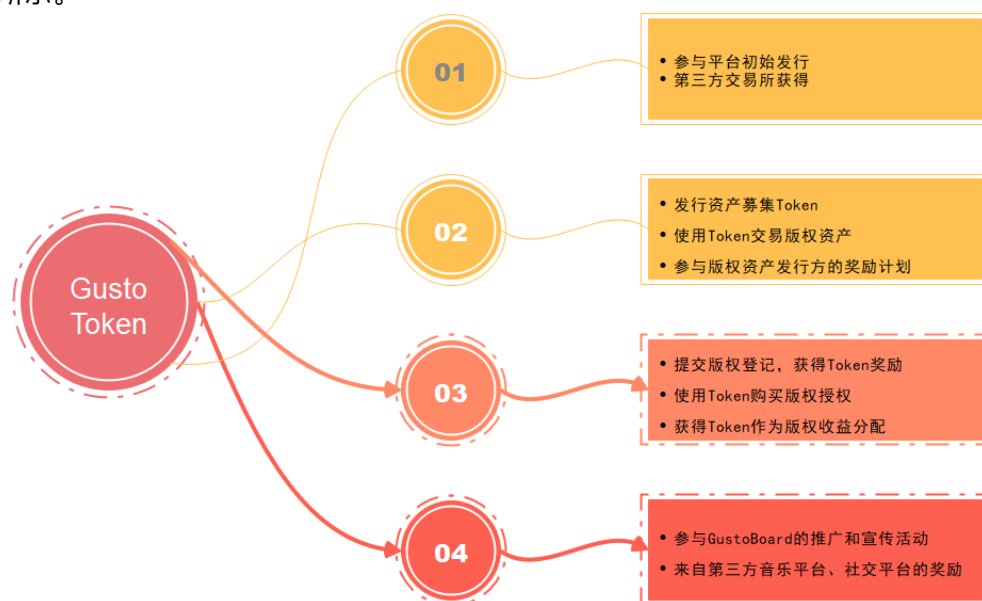 01
• 参与平台初始发行
• 第三方交易所获得
02
• 发行资产募集Token
• 使用Token交易版权资产
• 参与版权资产发行方的奖励计划
Gusto
Token
03
• 提交版权登记，获得Token奖励
• 使用Token购买版权授权
• 获得Token作为版权收益分配
04
• 参与GustoBoard的推广和宣传活动
• 来自第三方音乐平台、社交平台的奖励